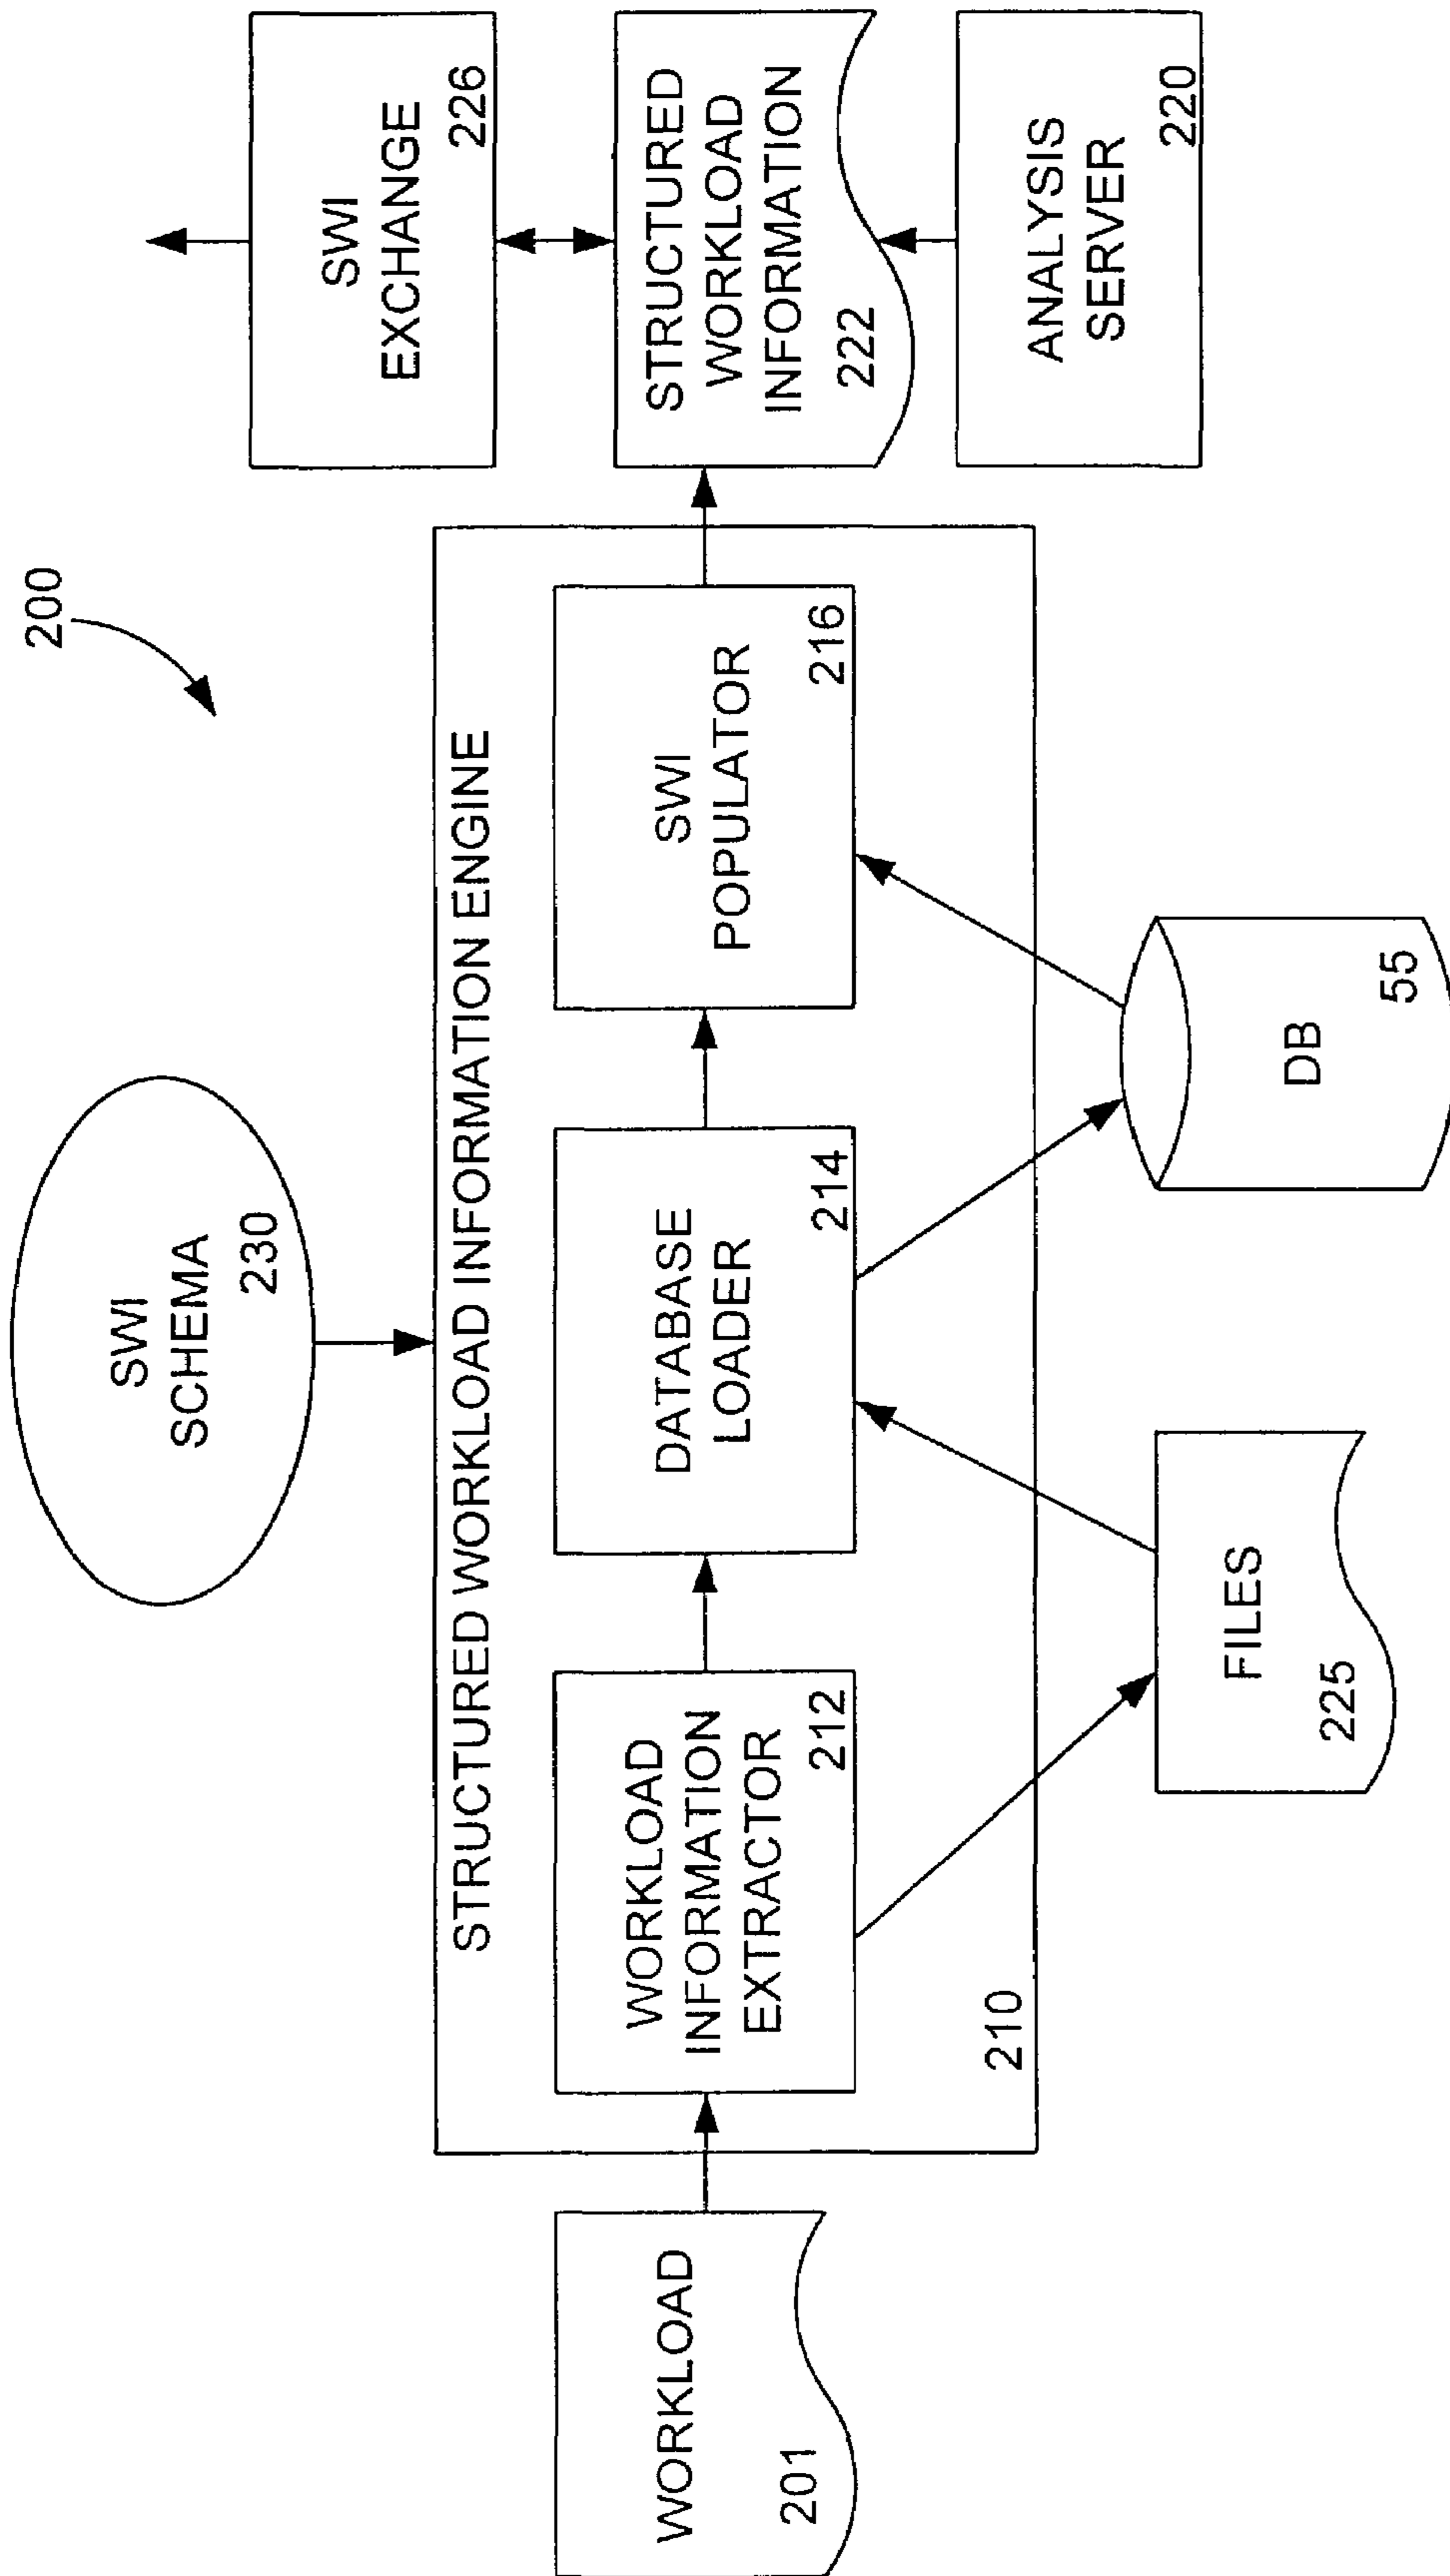 200
SWI
SCHEMA
230
STRUCTURED WORKLOAD INFORMATION ENGINE
WORKLOAD
201
WORKLOAD
INFORMATION
EXTRACTOR
212
DATABASE
LOADER
214
SWI
POPULATOR
216
210
SWI
EXCHANGE
226
STRUCTURED
WORKLOAD
INFORMATION
222
ANALYSIS
SERVER
220
FILES
225
DB
55